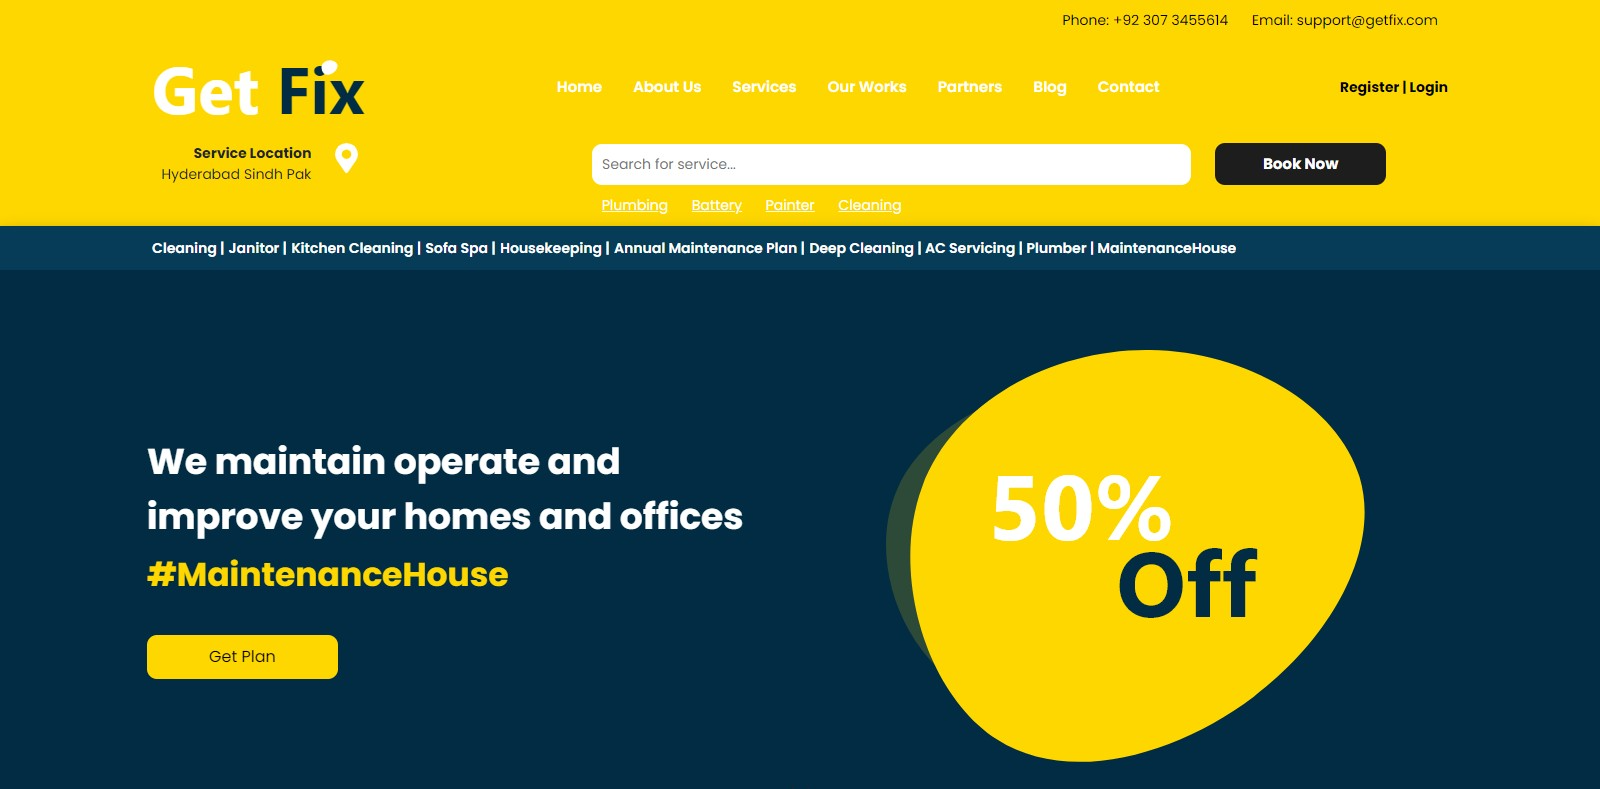 Phone: +92 307 3455614 Email: support@getfix.com
Get Fix
Home About Us Services Our Works Partners Blog Contact
Register | Login
Service Location
Hyderabad Sindh Pak
Search for service...
Book Now
Plumbing Battery Painter Cleaning
Cleaning | Janitor | Kitchen Cleaning | Sofa Spa | Housekeeping | Annual Maintenance Plan | Deep Cleaning | AC Servicing | Plumber | MaintenanceHouse
We maintain operate and
improve your homes and offices
#MaintenanceHouse
Get Plan
50%
Off